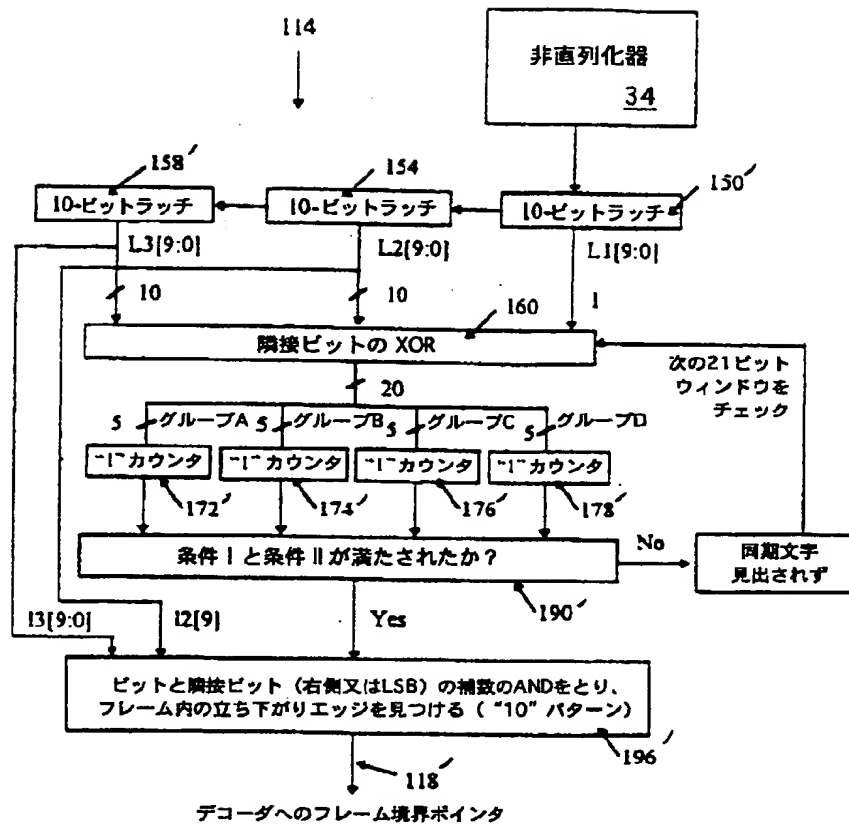 114
非直列化器
34
158′
154
150′
10-ビットラッチ
10-ビットラッチ
10-ビットラッチ
L3[9:0]
L2[9:0]
L1[9:0]
10
10
1
160
隣接ビットの XOR
次の21ビット
ウィンドウを
チェック
20
5 グループA
5 グループB
5 グループC
5 グループD
"1" カウンタ
"1" カウンタ
"1" カウンタ
"1" カウンタ
172′
174′
176′
178′
条件 I と条件 II が満たされたか?
No
同期文字
見出されず
190′
l3[9:0]
l2[9]
Yes
ビットと隣接ビット(右側又はLSB)の補数のANDをとり、
フレーム内の立ち下がりエッジを見つける( “10” パターン)
196′
118′
デコーダへのフレーム境界ポインタ